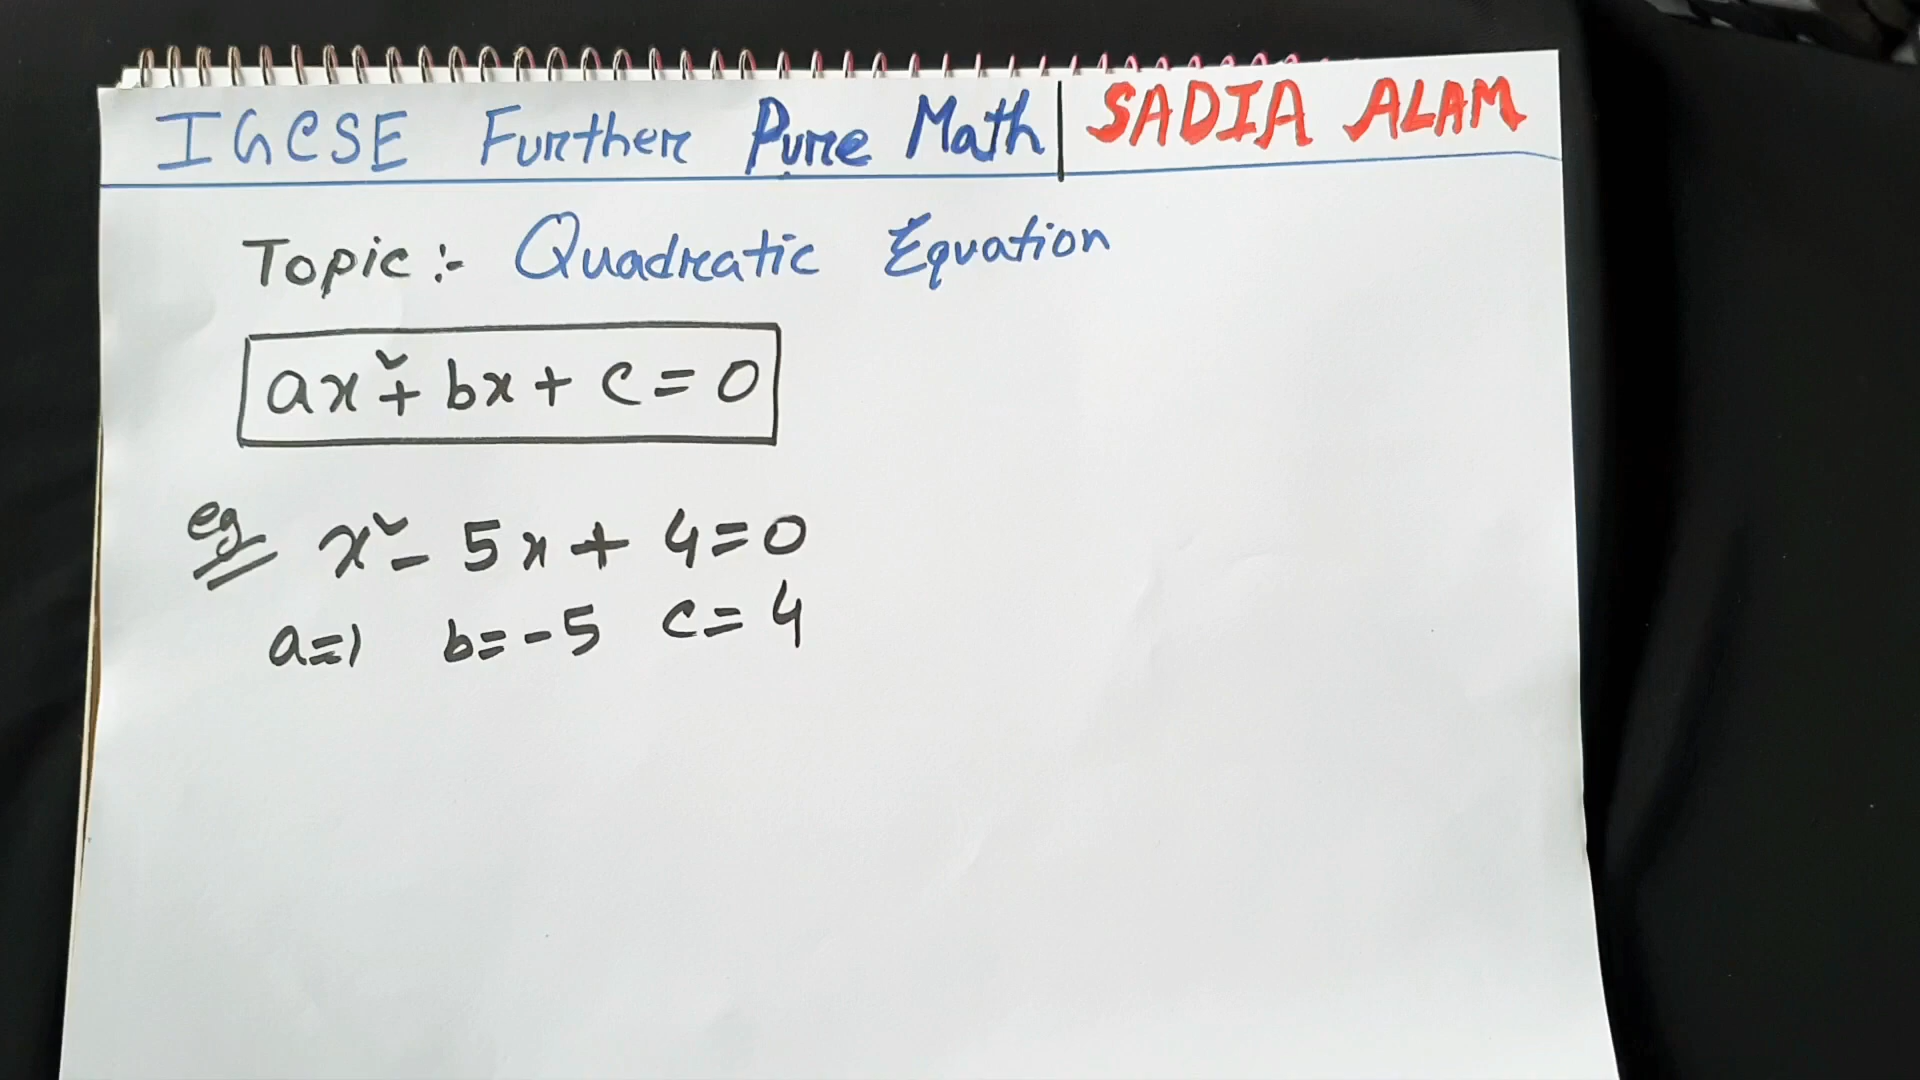 IGCSE Further Pure Math | SADIA ALAM
Topic :- Quadratic Equation
ax² + bx + c = 0
eg x² - 5x + 4 = 0
a=1 b=-5 c=4